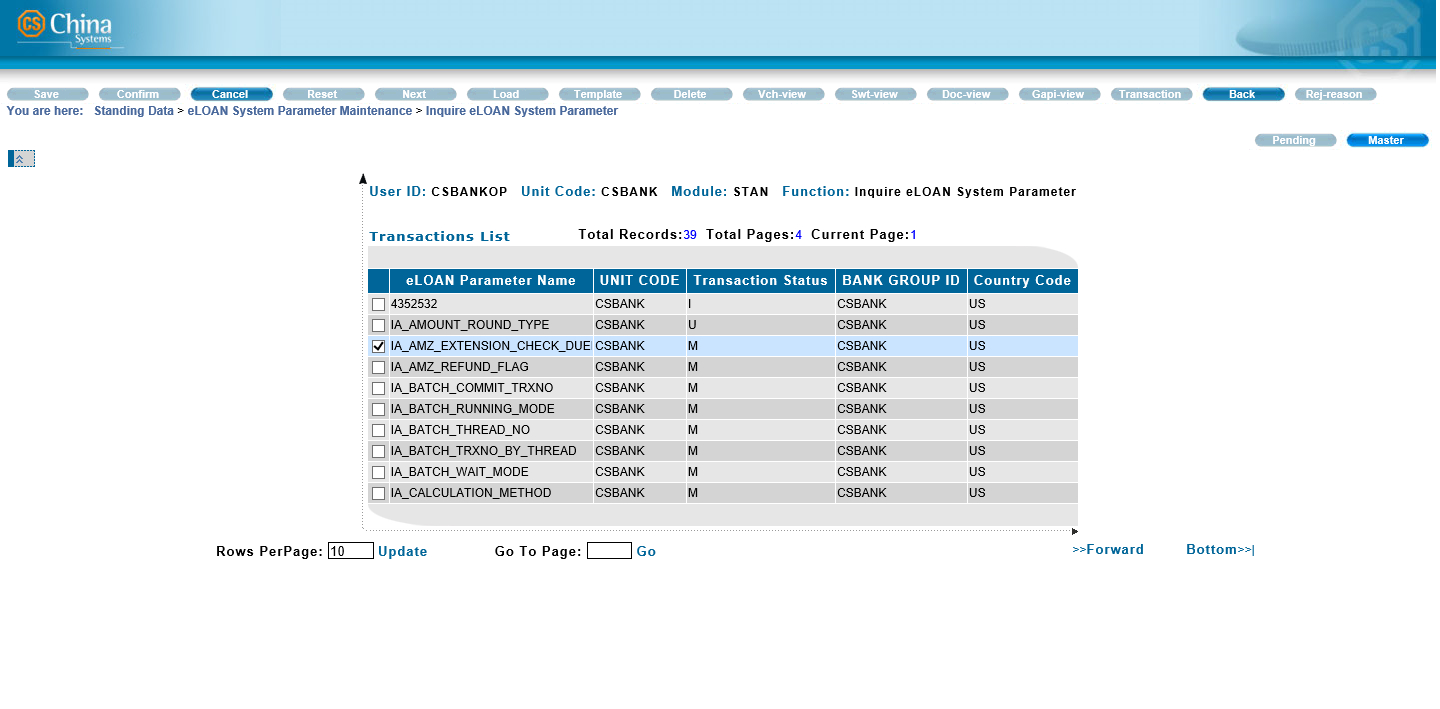 CS China
Systems
CS
Save Confirm Cancel Reset Next Load Template Delete Vch-view Swt-view Doc-view Gapi-view Transaction Back Rej-reason
You are here: Standing Data > eLOAN System Parameter Maintenance > Inquire eLOAN System Parameter
Pending Master
User ID: CSBANKOP Unit Code: CSBANK Module: STAN Function: Inquire eLOAN System Parameter
Transactions List Total Records:39 Total Pages:4 Current Page:1
eLOAN Parameter Name UNIT CODE Transaction Status BANK GROUP ID Country Code
4352532 CSBANK I CSBANK US
IA_AMOUNT_ROUND_TYPE CSBANK U CSBANK US
IA_AMZ_EXTENSION_CHECK_DUE CSBANK M CSBANK US
IA_AMZ_REFUND_FLAG CSBANK M CSBANK US
IA_BATCH_COMMIT_TRXNO CSBANK M CSBANK US
IA_BATCH_RUNNING_MODE CSBANK M CSBANK US
IA_BATCH_THREAD_NO CSBANK M CSBANK US
IA_BATCH_TRXNO_BY_THREAD CSBANK M CSBANK US
IA_BATCH_WAIT_MODE CSBANK M CSBANK US
IA_CALCULATION_METHOD CSBANK M CSBANK US
Rows PerPage: 10 Update Go To Page: Go >>Forward Bottom>>|